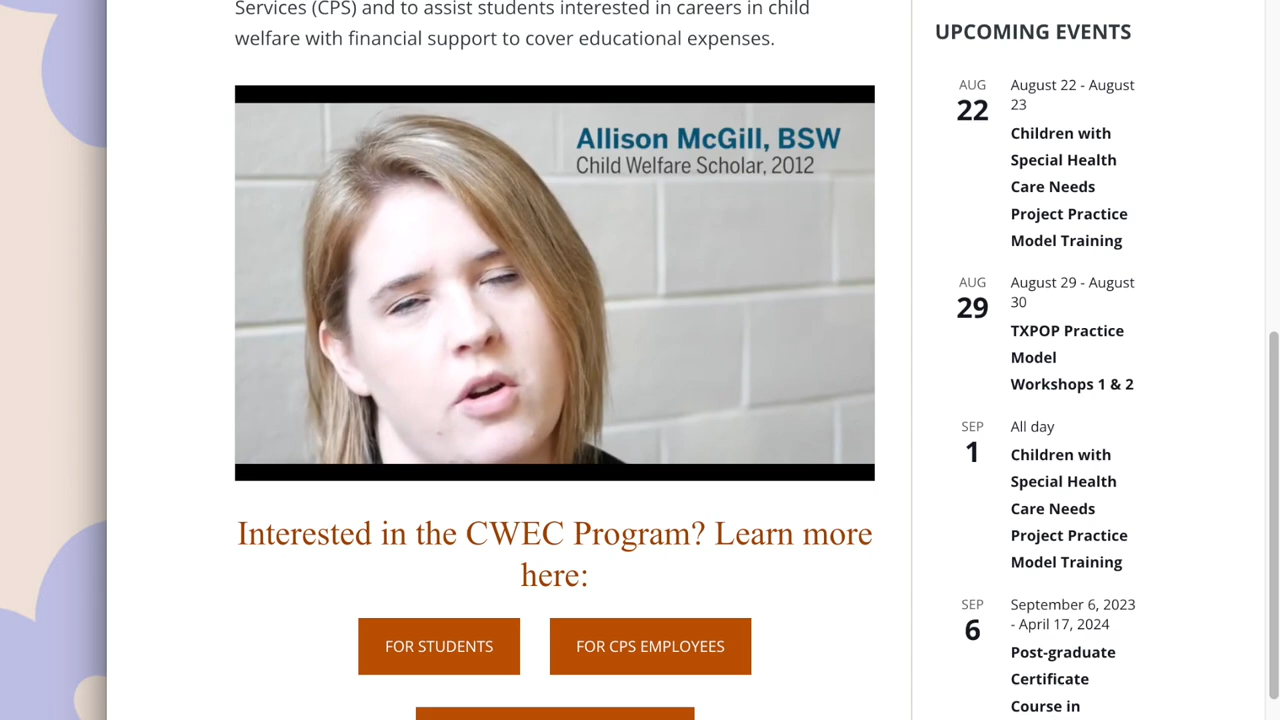 Services (CPS) and to assist students interested in careers in child
welfare with financial support to cover educational expenses.
Allison McGill, BSW
Child Welfare Scholar, 2012
Interested in the CWEC Program? Learn more
here:
FOR STUDENTS
FOR CPS EMPLOYEES
UPCOMING EVENTS
AUG
22
August 22 - August
23
Children with
Special Health
Care Needs
Project Practice
Model Training
AUG
29
August 29 - August
30
TXPOP Practice
Model
Workshops 1 & 2
SEP
1
All day
Children with
Special Health
Care Needs
Project Practice
Model Training
SEP
6
September 6, 2023
- April 17, 2024
Post-graduate
Certificate
Course in